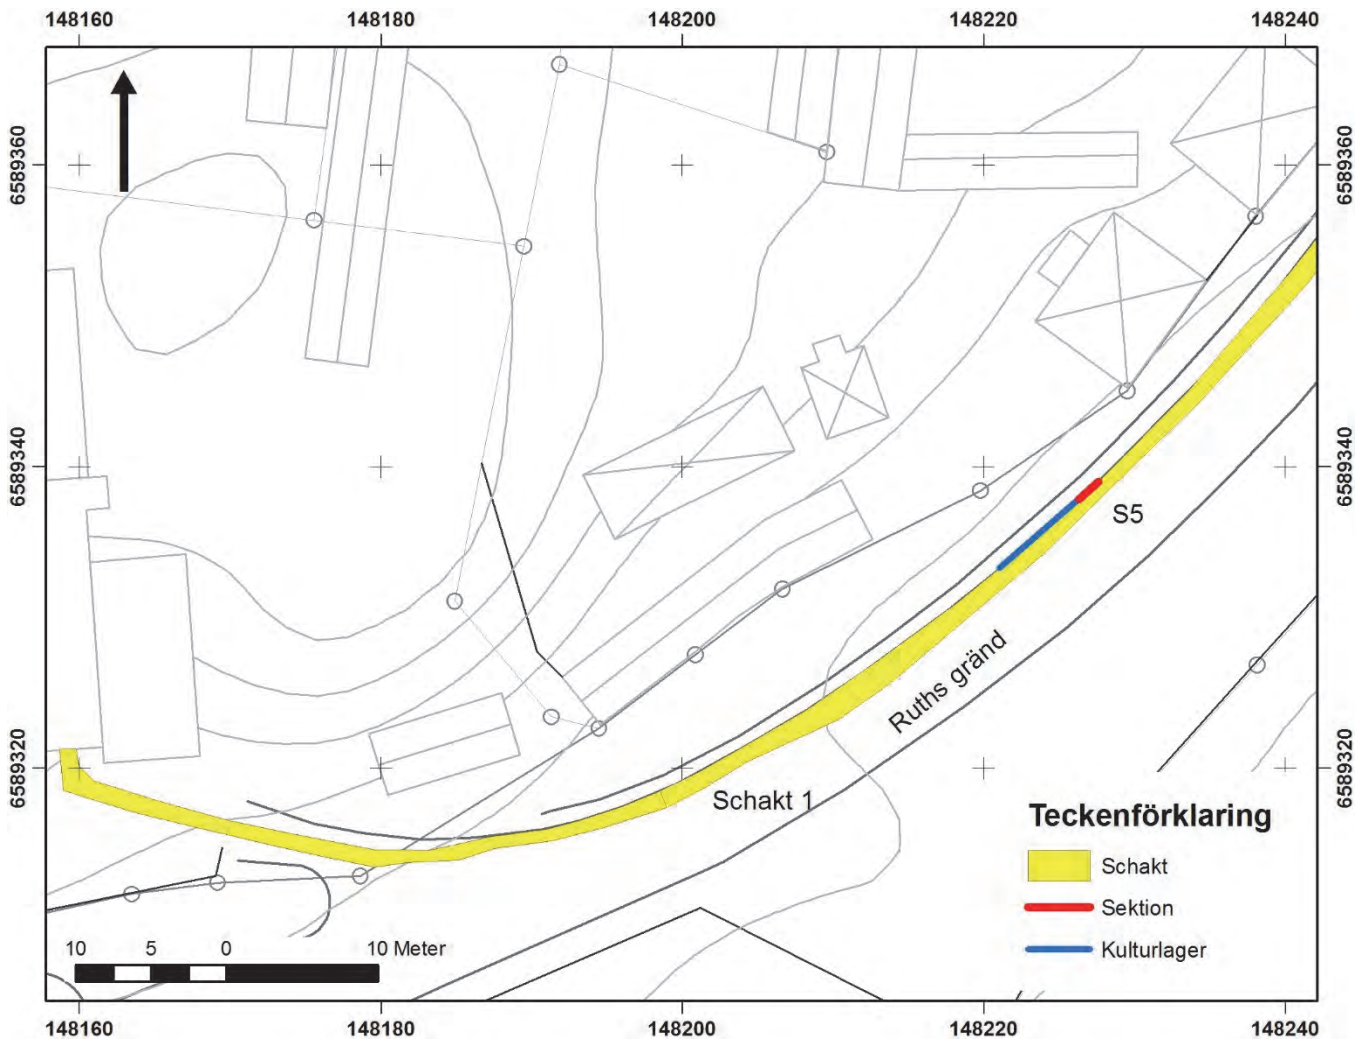 148160 148180 148200 148220 148240
6589360 6589360
6589340 6589340
S5
Ruths gränd
6589320 6589320
Schakt 1
Teckenförklaring
Schakt
Sektion
Kulturlager
10 5 0 10 Meter
148160 148180 148200 148220 148240